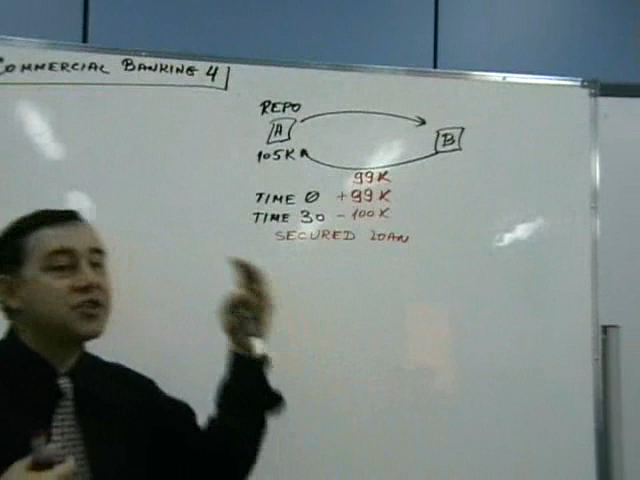 COMMERCIAL BANKING 4
REPO
A
B
105K
99K
TIME 0 +99K
TIME 30 -100K
SECURED LOAN